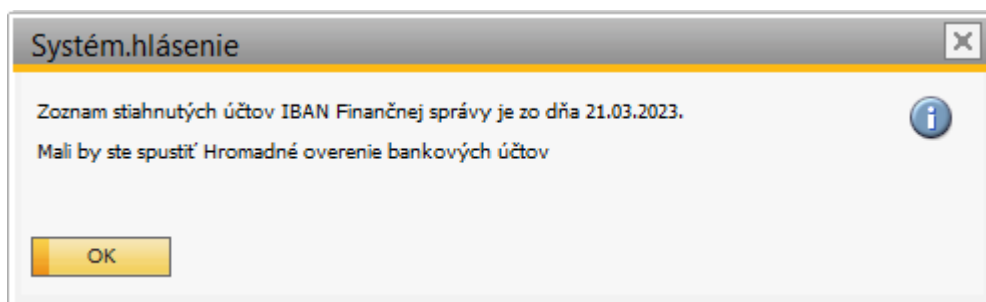 Systém.hlásenie
Zoznam stiahnutých účtov IBAN Finančnej správy je zo dňa 21.03.2023.
Mali by ste spustiť Hromadné overenie bankových účtov
OK